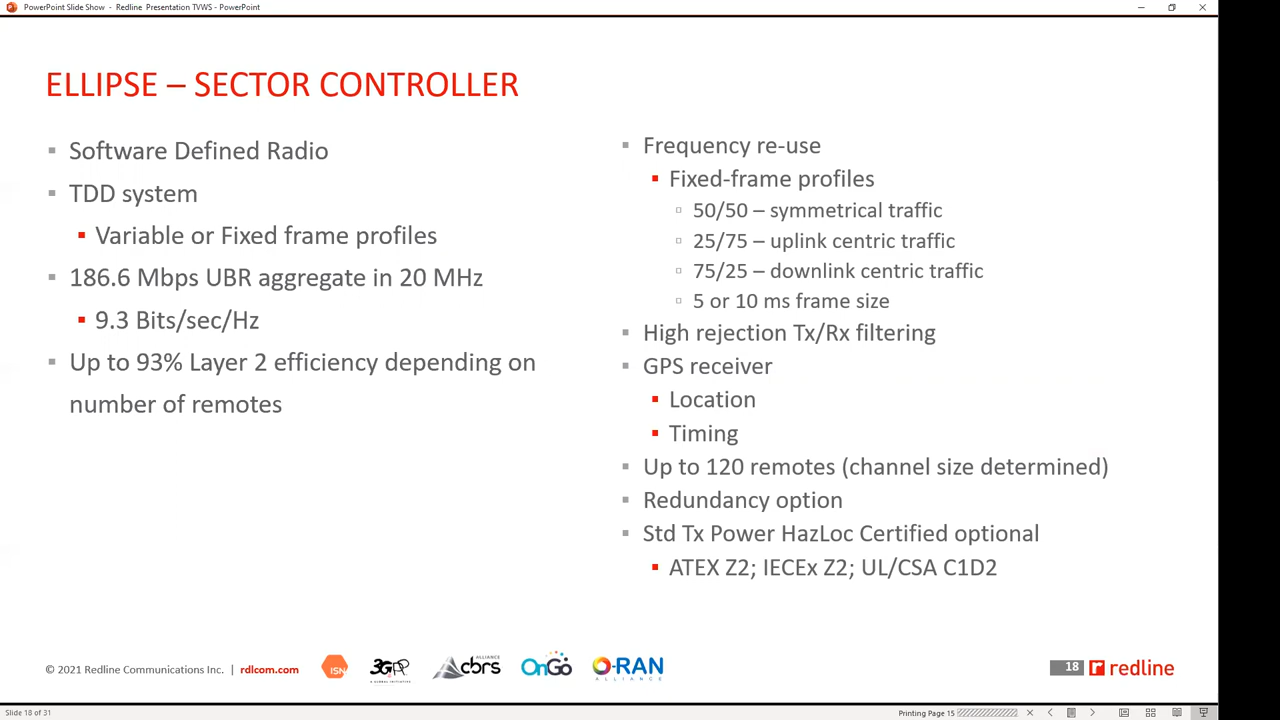 PowerPoint Slide Show - Redline Presentation TVWS - PowerPoint
ELLIPSE – SECTOR CONTROLLER
Software Defined Radio
TDD system
Variable or Fixed frame profiles
186.6 Mbps UBR aggregate in 20 MHz
9.3 Bits/sec/Hz
Up to 93% Layer 2 efficiency depending on
number of remotes
Frequency re-use
Fixed-frame profiles
50/50 – symmetrical traffic
25/75 – uplink centric traffic
75/25 – downlink centric traffic
5 or 10 ms frame size
High rejection Tx/Rx filtering
GPS receiver
Location
Timing
Up to 120 remotes (channel size determined)
Redundancy option
Std Tx Power HazLoc Certified optional
ATEX Z2; IECEx Z2; UL/CSA C1D2
© 2021 Redline Communications Inc. | rdlcom.com
ISN
3GPP
A GLOBAL INITIATIVE
ALLIANCE
cbrs
OnGo
O-RAN
ALLIANCE
18
redline
Slide 18 of 31
Printing Page 15